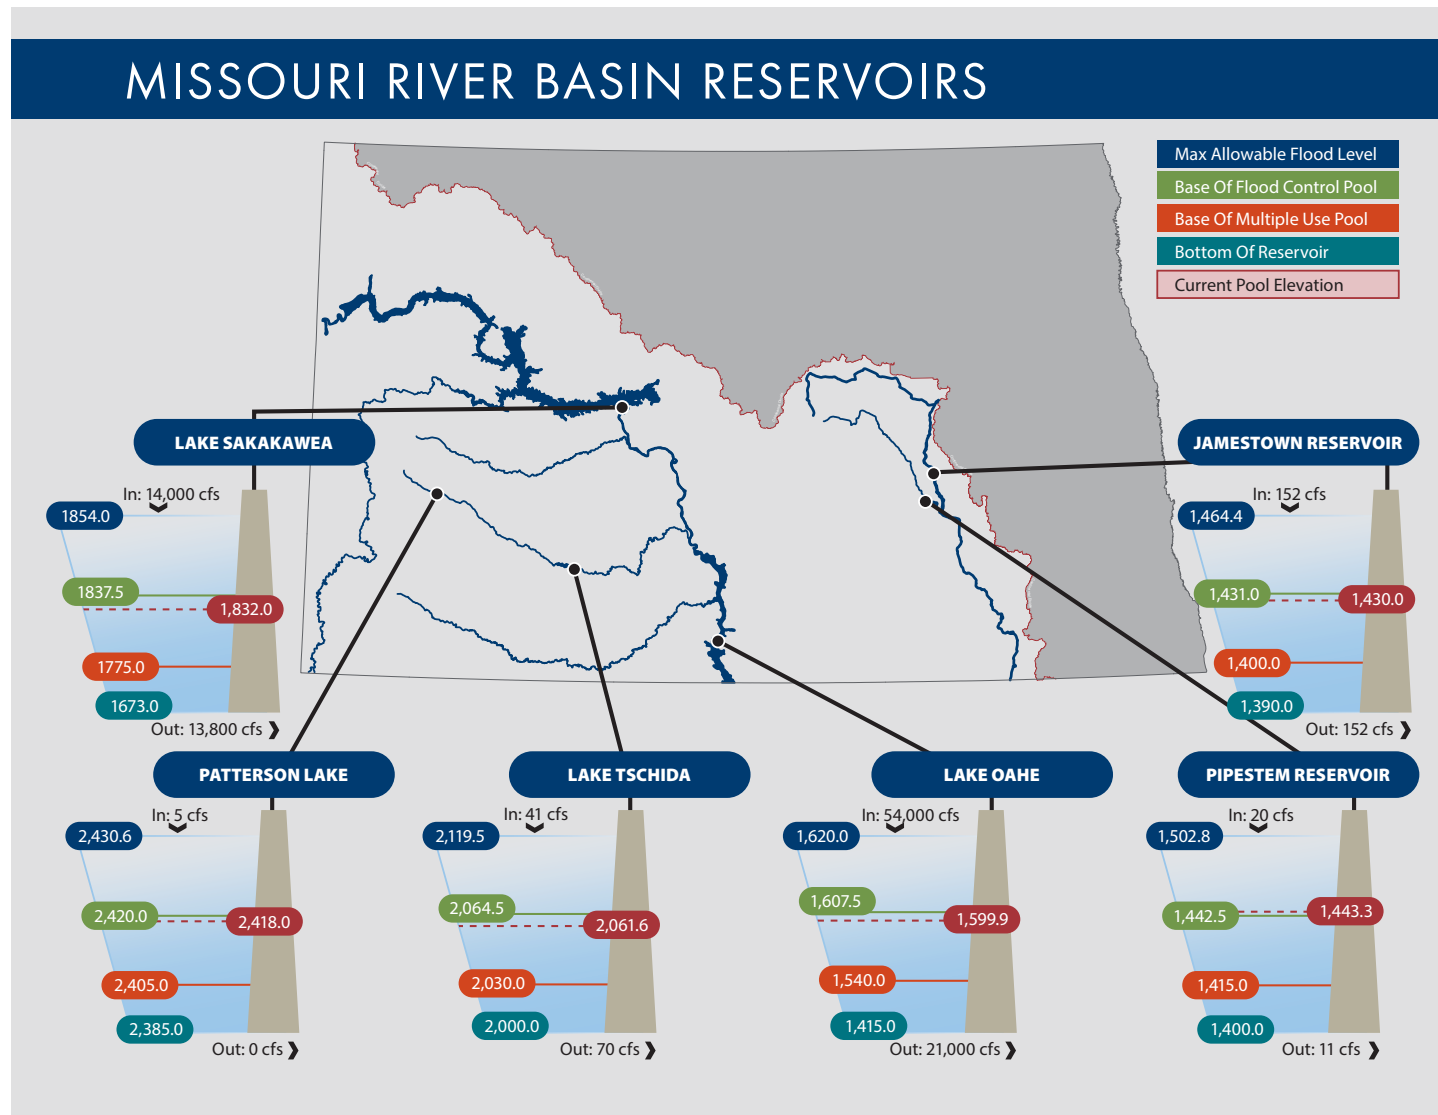 MISSOURI RIVER BASIN RESERVOIRS
Max Allowable Flood Level
Base Of Flood Control Pool
Base Of Multiple Use Pool
Bottom Of Reservoir
Current Pool Elevation
LAKE SAKAKAWEA
In: 14,000 cfs
1854.0
1837.5
1,832.0
1775.0
1673.0
Out: 13,800 cfs
JAMESTOWN RESERVOIR
In: 152 cfs
1,464.4
1,431.0
1,430.0
1,400.0
1,390.0
Out: 152 cfs
PATTERSON LAKE
In: 5 cfs
2,430.6
2,420.0
2,418.0
2,405.0
2,385.0
Out: 0 cfs
LAKE TSCHIDA
In: 41 cfs
2,119.5
2,064.5
2,061.6
2,030.0
2,000.0
Out: 70 cfs
LAKE OAHE
In: 54,000 cfs
1,620.0
1,607.5
1,599.9
1,540.0
1,415.0
Out: 21,000 cfs
PIPESTEM RESERVOIR
In: 20 cfs
1,502.8
1,443.3
1,442.5
1,415.0
1,400.0
Out: 11 cfs